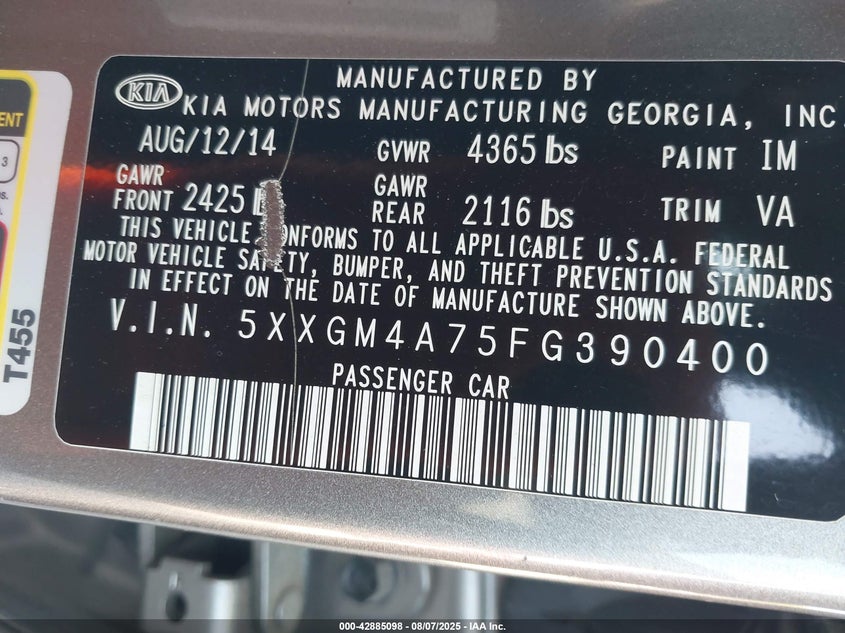 KIA
MANUFACTURED BY
KIA MOTORS MANUFACTURING GEORGIA, INC.
AUG/12/14 GVWR 4365 lbs PAINT IM
GAWR FRONT 2425 GAWR REAR 2116 lbs TRIM VA
THIS VEHICLE CONFORMS TO ALL APPLICABLE U.S.A. FEDERAL
MOTOR VEHICLE SAFETY, BUMPER, AND THEFT PREVENTION STANDARDS
IN EFFECT ON THE DATE OF MANUFACTURE SHOWN ABOVE.
V.I.N. 5XXGM4A75FG390400
PASSENGER CAR
ENT
3
T455
000-42885098 - 08/07/2025 - IAA Inc.